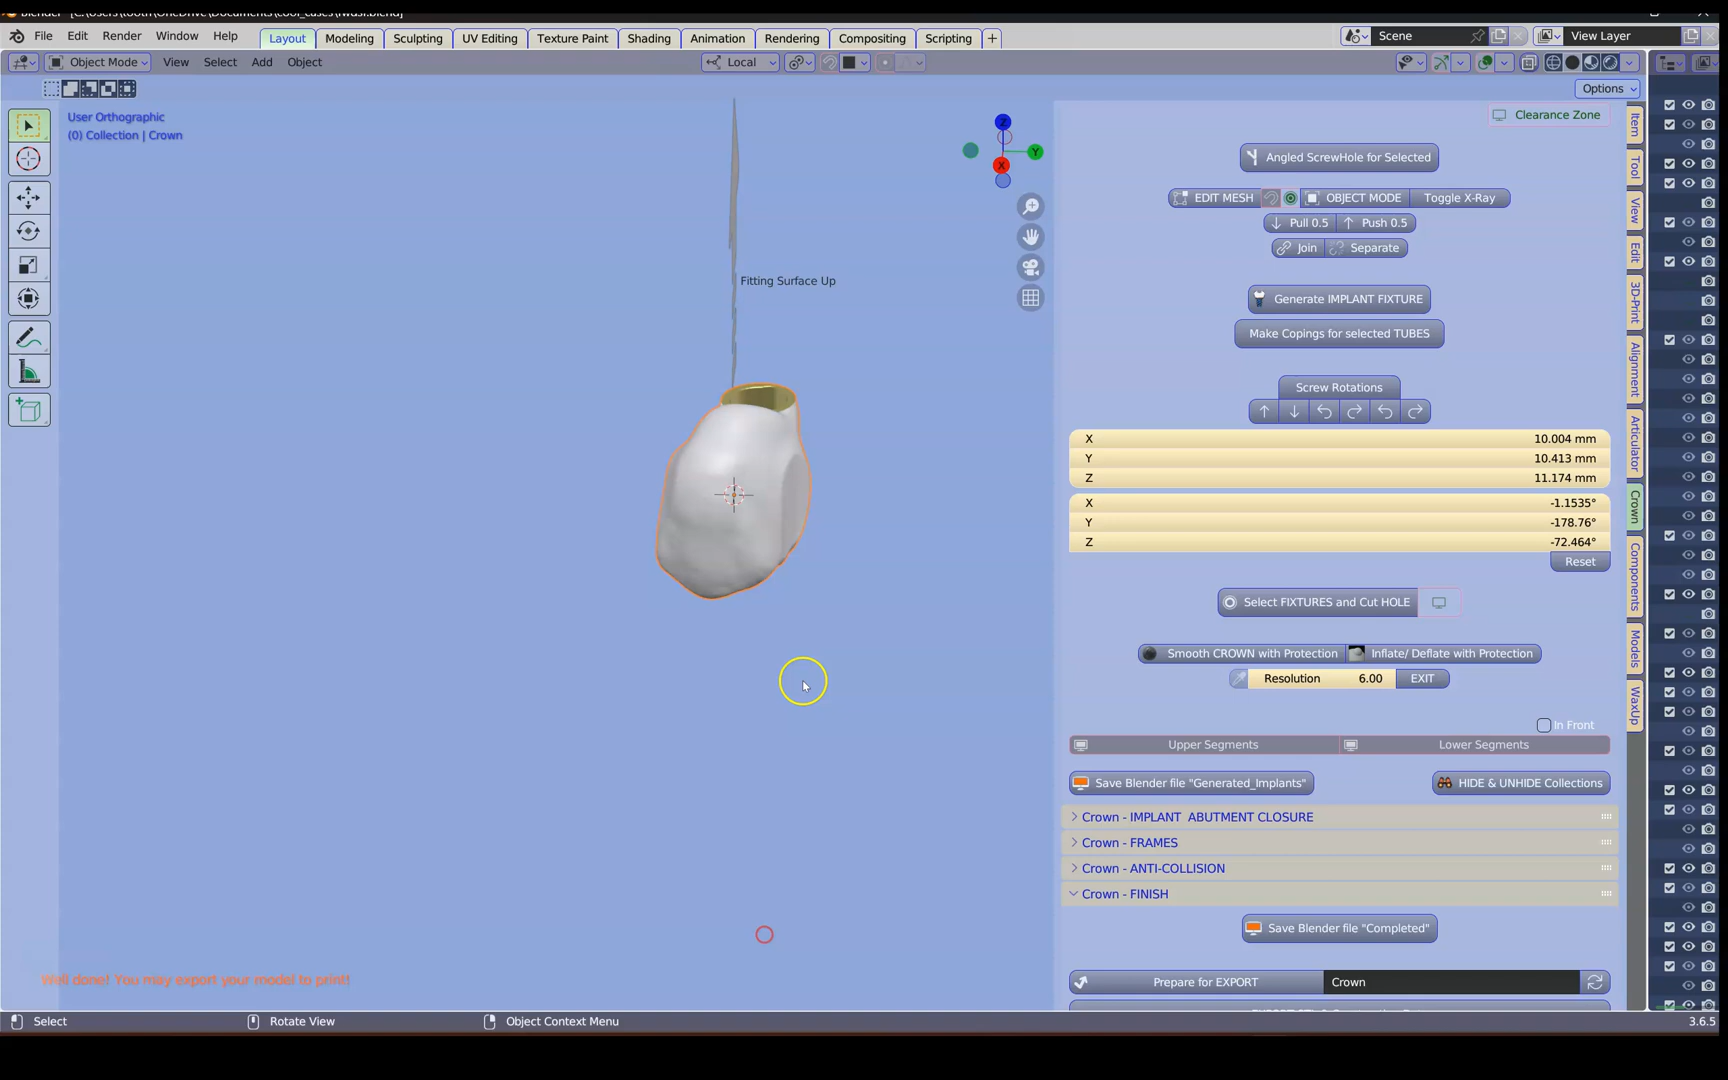 File Edit Render Window Help Layout Modeling Sculpting UV Editing Texture Paint Shading Animation Rendering Compositing Scripting + Scene View Layer
Object Mode View Select Add Object Local
Options
User Orthographic
(0) Collection | Crown
Z
Y
X
Fitting Surface Up
Clearance Zone
Angled ScrewHole for Selected
EDIT MESH OBJECT MODE Toggle X-Ray
Pull 0.5 Push 0.5
Join Separate
Generate IMPLANT FIXTURE
Make Copings for selected TUBES
Screw Rotations
X 10.004 mm
Y 10.413 mm
Z 11.174 mm
X -1.1535°
Y -178.76°
Z -72.464°
Reset
Select FIXTURES and Cut HOLE
Smooth CROWN with Protection Inflate/ Deflate with Protection
Resolution 6.00 EXIT
In Front
Upper Segments Lower Segments
Save Blender file "Generated_Implants" HIDE & UNHIDE Collections
Crown - IMPLANT ABUTMENT CLOSURE
Crown - FRAMES
Crown - ANTI-COLLISION
Crown - FINISH
Save Blender file "Completed"
Prepare for EXPORT Crown
Item
Tool
View
Edit
3D-Print
Alignment
Articulator
Crown
Components
Models
WaxUp
Well done! You may export your model to print!
Select Rotate View Object Context Menu 3.6.5